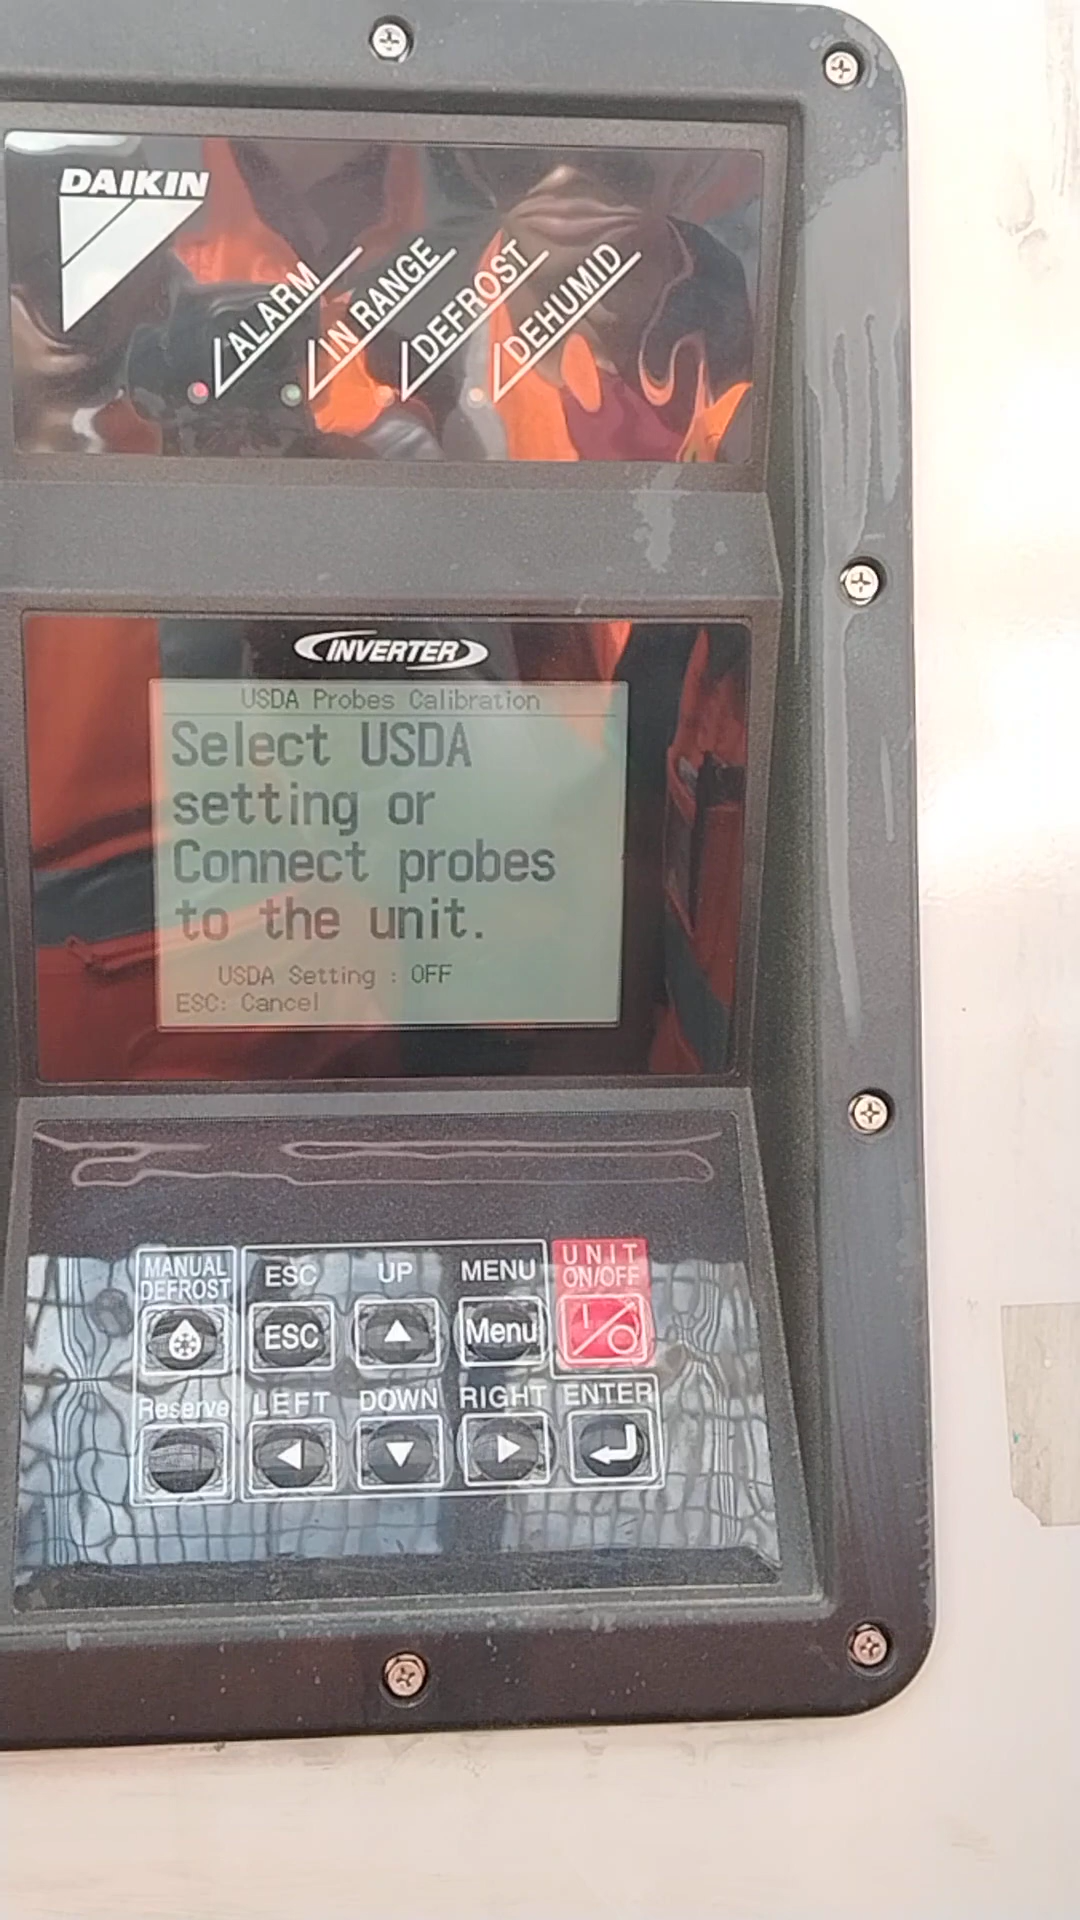 DAIKIN
ALARM
IN RANGE
DEFROST
DEHUMID
INVERTER
USDA Probes Calibration
Select USDA
setting or
Connect probes
to the unit.
USDA Setting : OFF
ESC: Cancel
MANUAL
DEFROST
ESC
UP
MENU
UNIT
ON/OFF
ESC
Menu
Reserve
LEFT
DOWN
RIGHT
ENTER